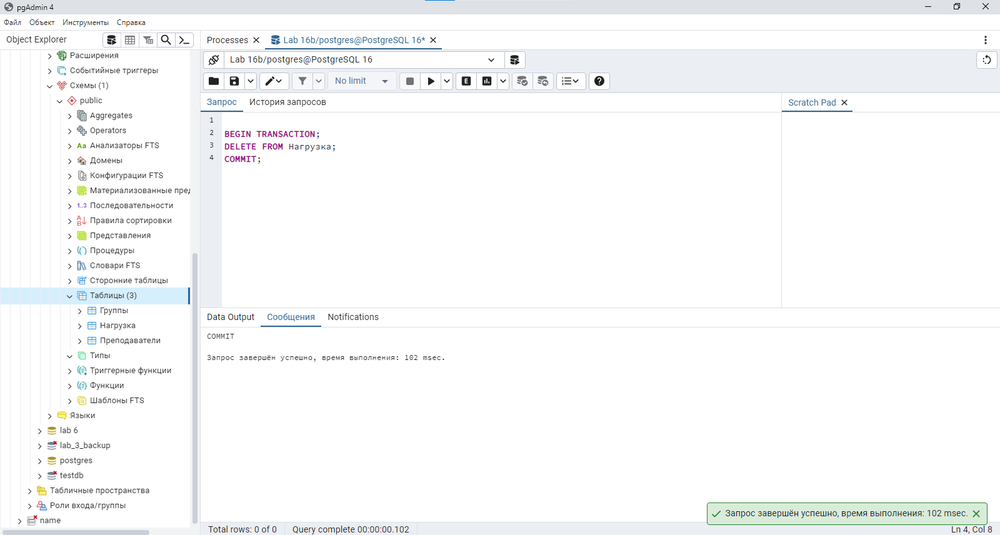 pgAdmin 4
Файл Объект Инструменты Справка
Object Explorer
Расширения
Событийные триггеры
Схемы (1)
public
Aggregates
Operators
Анализаторы FTS
Домены
Конфигурации FTS
Материализованные пред
1..3 Последовательности
Правила сортировки
Представления
Процедуры
Словари FTS
Сторонние таблицы
Таблицы (3)
Группы
Нагрузка
Преподаватели
Типы
Триггерные функции
Функции
Шаблоны FTS
Языки
lab 6
lab_3_backup
postgres
testdb
Табличные пространства
Роли входа/группы
name
Processes
Lab 16b/postgres@PostgreSQL 16*
Lab 16b/postgres@PostgreSQL 16
No limit
Запрос История запросов
Scratch Pad
1
2 BEGIN TRANSACTION;
3 DELETE FROM Нагрузка;
4 COMMIT;
Data Output Сообщения Notifications
COMMIT
Запрос завершён успешно, время выполнения: 102 msec.
Запрос завершён успешно, время выполнения: 102 msec.
Total rows: 0 of 0 Query complete 00:00:00.102 Ln 4, Col 8